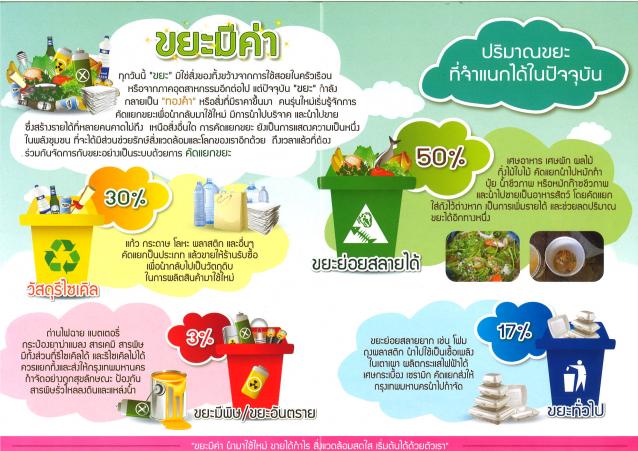 ขยะมีค่า
ทุกวันนี้ "ขยะ" มิใช่สิ่งของทิ้งขว้างจากการใช้สอยในครัวเรือน
หรือจากภาคอุตสาหกรรมอีกต่อไป แต่ปัจจุบัน "ขยะ" กำลัง
กลายเป็น "ทองคำ" หรือสิ่งที่มีราคาขึ้นมา คนรุ่นใหม่เริ่มรู้จักการ
คัดแยกขยะเพื่อนำกลับมาใช้ใหม่ มีการนำไปบริจาค และนำไปขาย
ซึ่งสร้างรายได้ที่หลายคนคาดไม่ถึง เหนือสิ่งอื่นใด การคัดแยกขยะ ยังเป็นการแสดงความเป็นหนึ่ง
ในพลังชุมชน ที่จะได้มีส่วนช่วยรักษ์สิ่งแวดล้อมและโลกของเราอีกด้วย ถึงเวลาแล้วที่ต้อง
ร่วมกันจัดการกับขยะอย่างเป็นระบบด้วยการ คัดแยกขยะ
ปริมาณขยะ
ที่จำแนกได้ในปัจจุบัน
50%
เศษอาหาร เศษผัก ผลไม้
กิ่งไม้ใบไม้ คัดแยกนำไปหมักทำ
ปุ๋ย น้ำชีวภาพ หรือหมักก๊าซชีวภาพ
และนำไปขายเป็นอาหารสัตว์ โดยคัดแยก
ใส่ถังไว้ต่างหาก เป็นการเพิ่มรายได้ และช่วยลดปริมาณ
ขยะได้อีกทางหนึ่ง
ขยะย่อยสลายได้
30%
แก้ว กระดาษ โลหะ พลาสติก และอื่นๆ
คัดแยกเป็นประเภท แล้วขายให้ร้านรับซื้อ
เพื่อนำกลับไปเป็นวัตถุดิบ
ในการผลิตสินค้ามาใช้ใหม่
วัสดุรีไซเคิล
3%
ถ่านไฟฉาย แบตเตอรี่
กระป๋องยาฆ่าแมลง สารเคมี สารพิษ
มีทั้งส่วนที่รีไซเคิลได้ และรีไซเคิลไม่ได้
ควรแยกทิ้งและส่งให้กรุงเทพมหานคร
กำจัดอย่างถูกสุขลักษณะ ป้องกัน
สารพิษรั่วไหลลงดินและแหล่งน้ำ
ขยะมีพิษ/ขยะอันตราย
17%
ขยะย่อยสลายยาก เช่น โฟม
ถุงพลาสติก นำไปใช้เป็นเชื้อเพลิง
ในเตาเผา ผลิตกระแสไฟฟ้าได้
เศษกระเบื้อง เซรามิก คัดแยกส่งให้
กรุงเทพมหานครนำไปกำจัด
ขยะทั่วไป
"ขยะมีค่า นำมาใช้ใหม่ ขายได้กำไร สิ่งแวดล้อมสดใส เริ่มต้นได้ด้วยตัวเรา"